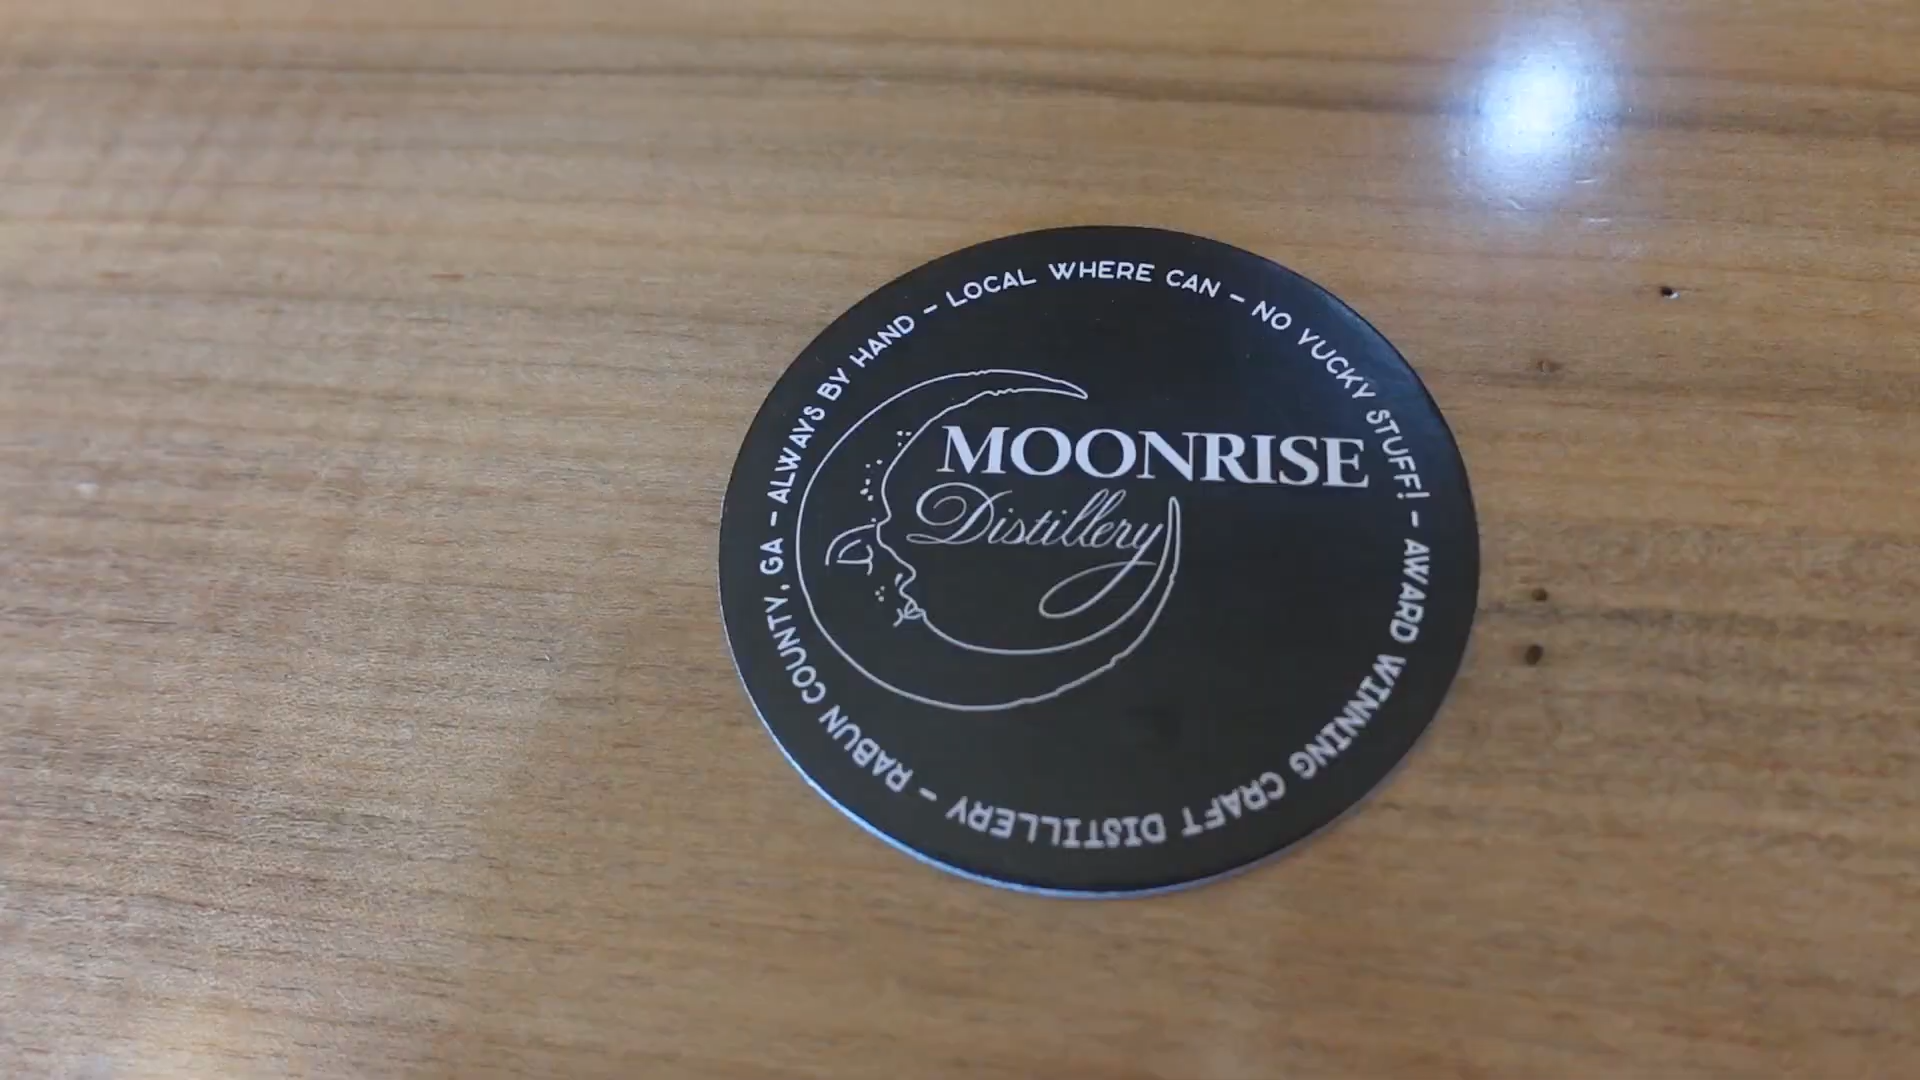 MOONRISE
Distillery
ALWAYS BY HAND - LOCAL WHERE CAN - NO YUCKY STUFF! - AWARD WINNING CRAFT DISTILLERY - RABUN COUNTY, GA -